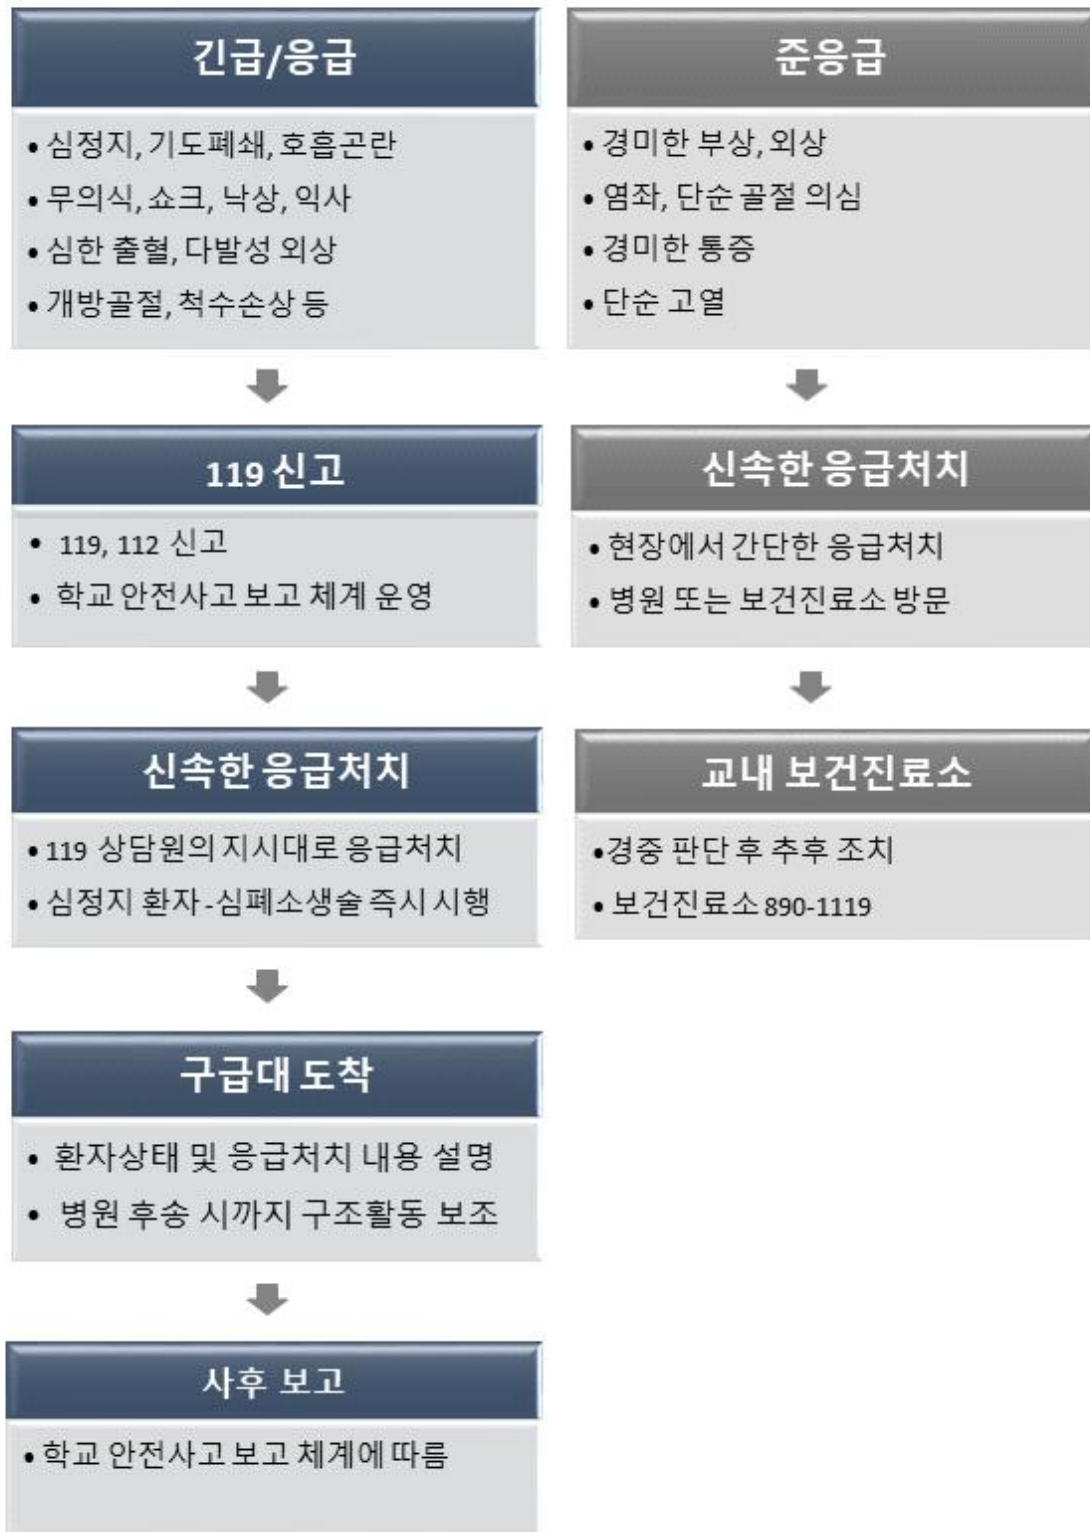 긴급/응급
• 심정지, 기도폐쇄, 호흡곤란
• 무의식, 쇼크, 낙상, 익사
• 심한 출혈, 다발성 외상
• 개방골절, 척수손상 등
119 신고
• 119, 112 신고
• 학교 안전사고 보고 체계 운영
신속한 응급처치
• 119 상담원의 지시대로 응급처치
• 심정지 환자-심폐소생술 즉시 시행
구급대 도착
• 환자상태 및 응급처치 내용 설명
• 병원 후송 시까지 구조활동 보조
사후 보고
• 학교 안전사고 보고 체계에 따름
준응급
• 경미한 부상, 외상
• 염좌, 단순 골절 의심
• 경미한 통증
• 단순 고열
신속한 응급처치
• 현장에서 간단한 응급처치
• 병원 또는 보건진료소 방문
교내 보건진료소
•경중 판단 후 추후 조치
• 보건진료소 890-1119